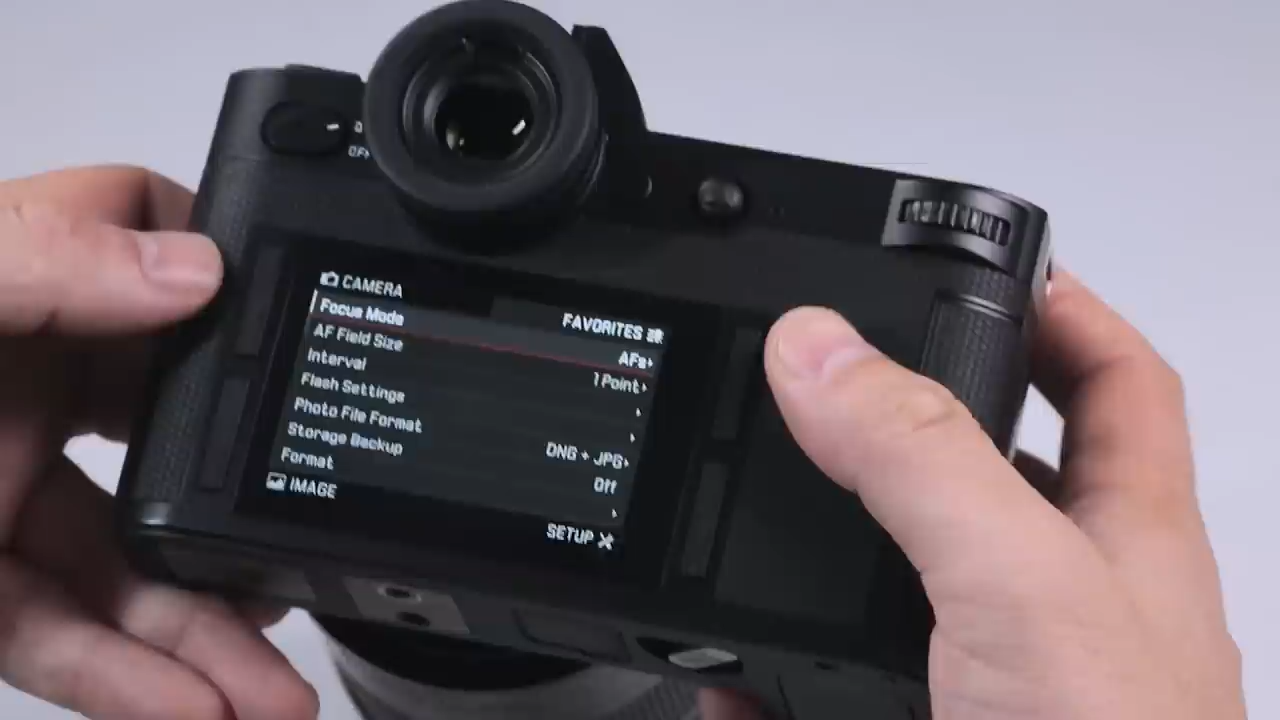 CAMERA
FAVORITES
Focus Mode AFs
AF Field Size 1 Point
Interval
Flash Settings
Photo File Format DNG + JPG
Storage Backup Off
Format
IMAGE
SETUP